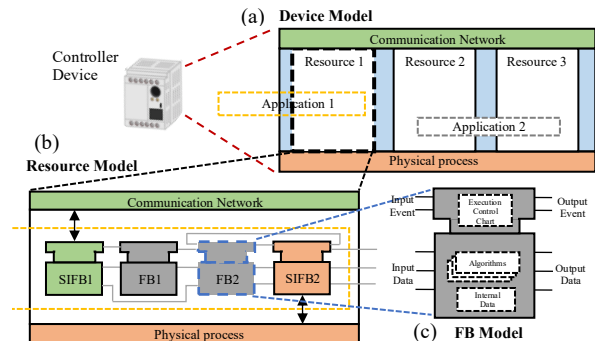 (a)
Device Model
Controller
Device
Communication Network
Resource 1
Resource 2
Resource 3
Application 1
Application 2
Physical process
(b)
Resource Model
Communication Network
SIFB1
FB1
FB2
SIFB2
Physical process
Input
Event
Execution
Control
Chart
Output
Event
Input
Data
Algorithms
Internal
Data
Output
Data
(c)
FB Model